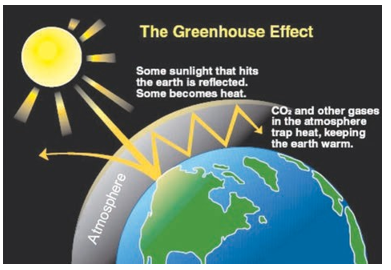 The Greenhouse Effect
Some sunlight that hits
the earth is reflected.
Some becomes heat.
CO₂ and other gases
in the atmosphere
trap heat, keeping
the earth warm.
Atmosphere